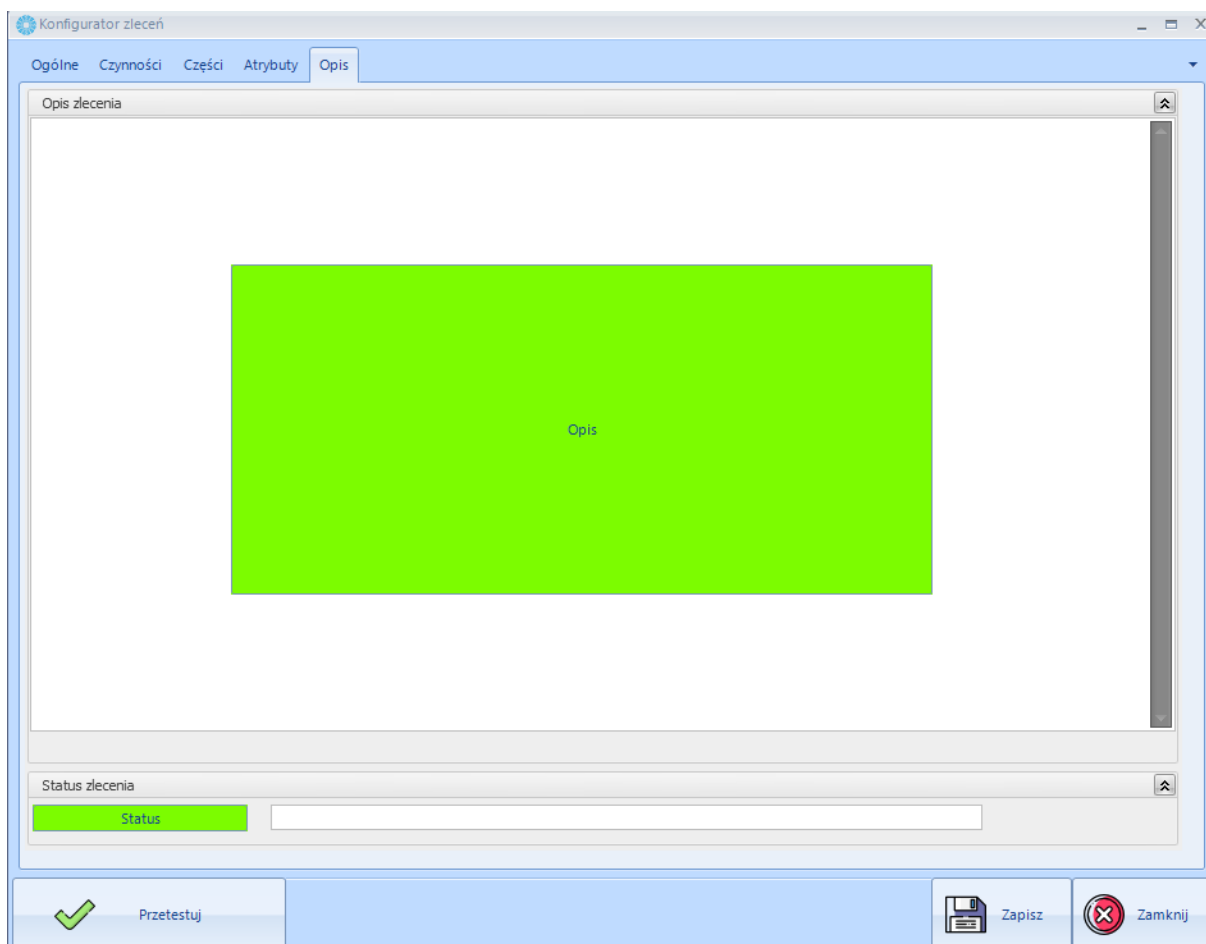 Konfigurator zleceń
Ogólne Czynności Części Atrybuty Opis
Opis zlecenia
Opis
Status zlecenia
Status
Przetestuj Zapisz Zamknij